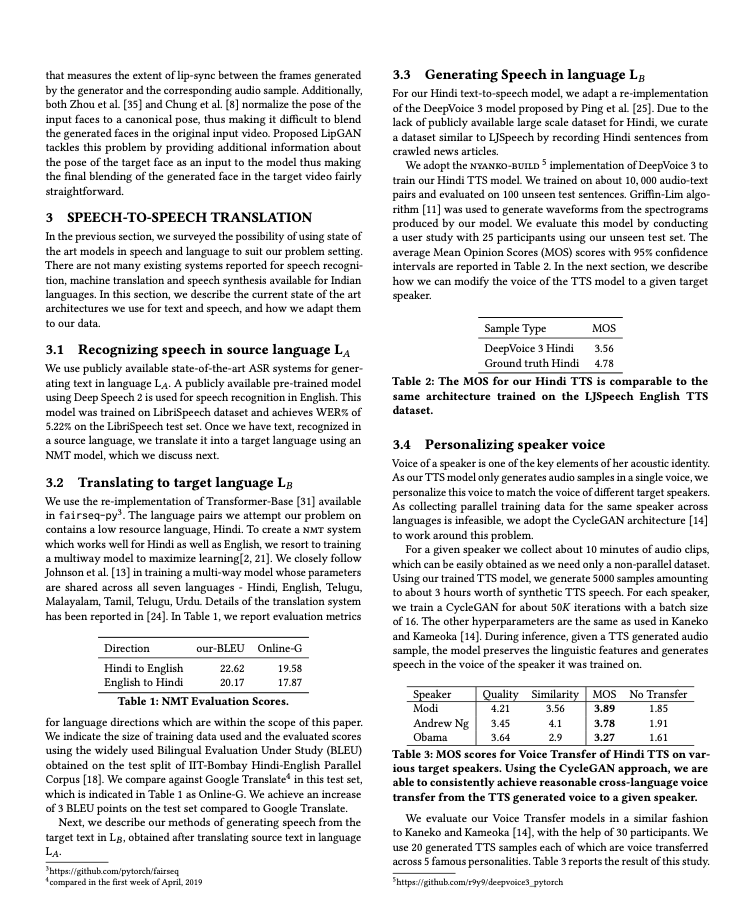 that measures the extent of lip-sync between the frames generated
by the generator and the corresponding audio sample. Additionally,
both Zhou et al. [35] and Chung et al. [8] normalize the pose of the
input faces to a canonical pose, thus making it difficult to blend
the generated faces in the original input video. Proposed LipGAN
tackles this problem by providing additional information about
the pose of the target face as an input to the model thus making
the final blending of the generated face in the target video fairly
straightforward.
3 SPEECH-TO-SPEECH TRANSLATION
In the previous section, we surveyed the possibility of using state of
the art models in speech and language to suit our problem setting.
There are not many existing systems reported for speech recogni-
tion, machine translation and speech synthesis available for Indian
languages. In this section, we describe the current state of the art
architectures we use for text and speech, and how we adapt them
to our data.
3.1 Recognizing speech in source language L_A
We use publicly available state-of-the-art ASR systems for gener-
ating text in language L_A. A publicly available pre-trained model
using Deep Speech 2 is used for speech recognition in English. This
model was trained on LibriSpeech dataset and achieves WER% of
5.22% on the LibriSpeech test set. Once we have text, recognized in
a source language, we translate it into a target language using an
NMT model, which we discuss next.
3.2 Translating to target language L_B
We use the re-implementation of Transformer-Base [31] available
in fairseq-py³. The language pairs we attempt our problem on
contains a low resource language, Hindi. To create a NMT system
which works well for Hindi as well as English, we resort to training
a multiway model to maximize learning[2, 21]. We closely follow
Johnson et al. [13] in training a multi-way model whose parameters
are shared across all seven languages - Hindi, English, Telugu,
Malayalam, Tamil, Telugu, Urdu. Details of the translation system
has been reported in [24]. In Table 1, we report evaluation metrics
Direction our-BLEU Online-G
Hindi to English 22.62 19.58
English to Hindi 20.17 17.87
Table 1: NMT Evaluation Scores.
for language directions which are within the scope of this paper.
We indicate the size of training data used and the evaluated scores
using the widely used Bilingual Evaluation Under Study (BLEU)
obtained on the test split of IIT-Bombay Hindi-English Parallel
Corpus [18]. We compare against Google Translate⁴ in this test set,
which is indicated in Table 1 as Online-G. We achieve an increase
of 3 BLEU points on the test set compared to Google Translate.
Next, we describe our methods of generating speech from the
target text in L_B, obtained after translating source text in language
L_A.
³https://github.com/pytorch/fairseq
⁴compared in the first week of April, 2019
3.3 Generating Speech in language L_B
For our Hindi text-to-speech model, we adapt a re-implementation
of the DeepVoice 3 model proposed by Ping et al. [25]. Due to the
lack of publicly available large scale dataset for Hindi, we curate
a dataset similar to LJSpeech by recording Hindi sentences from
crawled news articles.
We adopt the NYANKO-BUILD ⁵ implementation of DeepVoice 3 to
train our Hindi TTS model. We trained on about 10, 000 audio-text
pairs and evaluated on 100 unseen test sentences. Griffin-Lim algo-
rithm [11] was used to generate waveforms from the spectrograms
produced by our model. We evaluate this model by conducting
a user study with 25 participants using our unseen test set. The
average Mean Opinion Scores (MOS) scores with 95% confidence
intervals are reported in Table 2. In the next section, we describe
how we can modify the voice of the TTS model to a given target
speaker.
Sample Type MOS
DeepVoice 3 Hindi 3.56
Ground truth Hindi 4.78
Table 2: The MOS for our Hindi TTS is comparable to the
same architecture trained on the LJSpeech English TTS
dataset.
3.4 Personalizing speaker voice
Voice of a speaker is one of the key elements of her acoustic identity.
As our TTS model only generates audio samples in a single voice, we
personalize this voice to match the voice of different target speakers.
As collecting parallel training data for the same speaker across
languages is infeasible, we adopt the CycleGAN architecture [14]
to work around this problem.
For a given speaker we collect about 10 minutes of audio clips,
which can be easily obtained as we need only a non-parallel dataset.
Using our trained TTS model, we generate 5000 samples amounting
to about 3 hours worth of synthetic TTS speech. For each speaker,
we train a CycleGAN for about 50K iterations with a batch size
of 16. The other hyperparameters are the same as used in Kaneko
and Kameoka [14]. During inference, given a TTS generated audio
sample, the model preserves the linguistic features and generates
speech in the voice of the speaker it was trained on.
Speaker Quality Similarity MOS No Transfer
Modi 4.21 3.56 3.89 1.85
Andrew Ng 3.45 4.1 3.78 1.91
Obama 3.64 2.9 3.27 1.61
Table 3: MOS scores for Voice Transfer of Hindi TTS on var-
ious target speakers. Using the CycleGAN approach, we are
able to consistently achieve reasonable cross-language voice
transfer from the TTS generated voice to a given speaker.
We evaluate our Voice Transfer models in a similar fashion
to Kaneko and Kameoka [14], with the help of 30 participants. We
use 20 generated TTS samples each of which are voice transferred
across 5 famous personalities. Table 3 reports the result of this study.
⁵https://github.com/r9y9/deepvoice3_pytorch